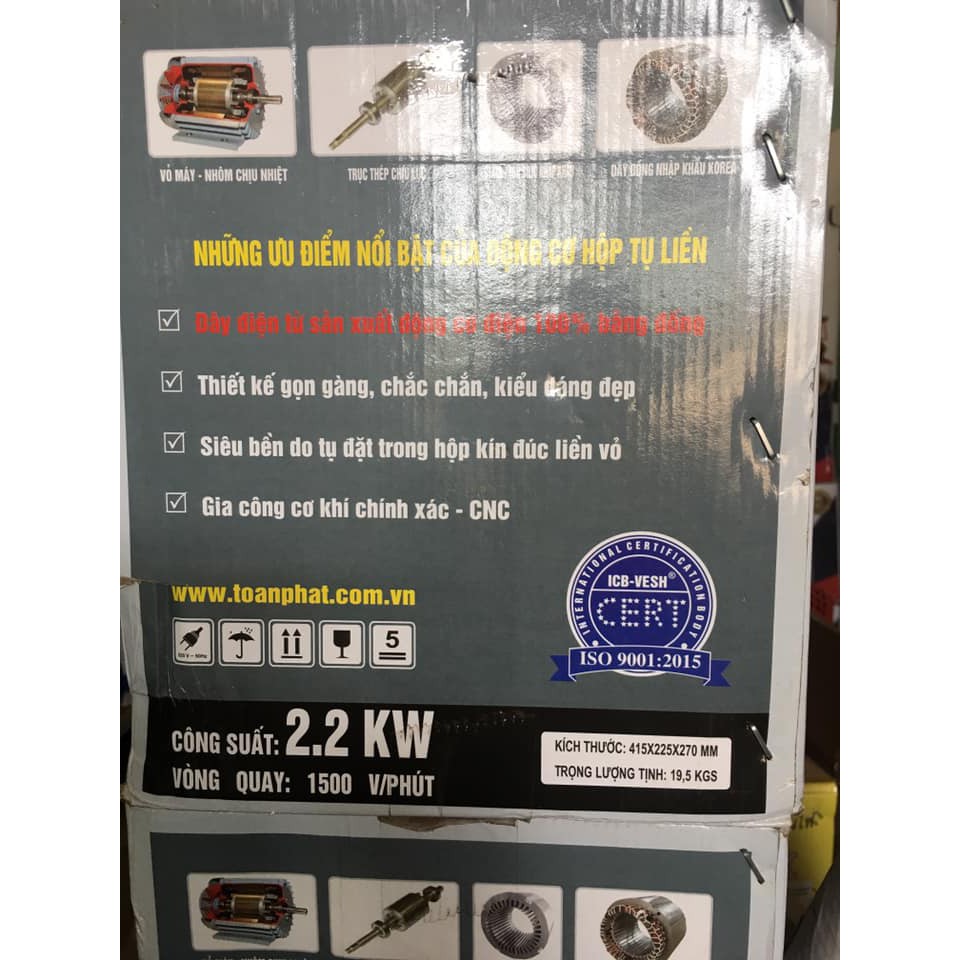 VỎ MÁY - NHÔM CHỊU NHIỆT
TRỤC THÉP CHỊU LỰC
DÂY ĐỒNG NHẬP KHẨU KOREA
NHỮNG ƯU ĐIỂM NỔI BẬT CỦA ĐỘNG CƠ HỘP TỤ LIỀN
Dây điện từ sản xuất động cơ điện 100% bằng đồng
Thiết kế gọn gàng, chắc chắn, kiểu dáng đẹp
Siêu bền do tụ đặt trong hộp kín đúc liền vỏ
Gia công cơ khí chính xác - CNC
www.toanphat.com.vn
5
INTERNATIONAL CERTIFICATION BODY
ICB-VESH®
CERT
ISO 9001:2015
CÔNG SUẤT: 2.2 KW
VÒNG QUAY: 1500 V/PHÚT
KÍCH THƯỚC: 415X225X270 MM
TRỌNG LƯỢNG TỊNH: 19,5 KGS